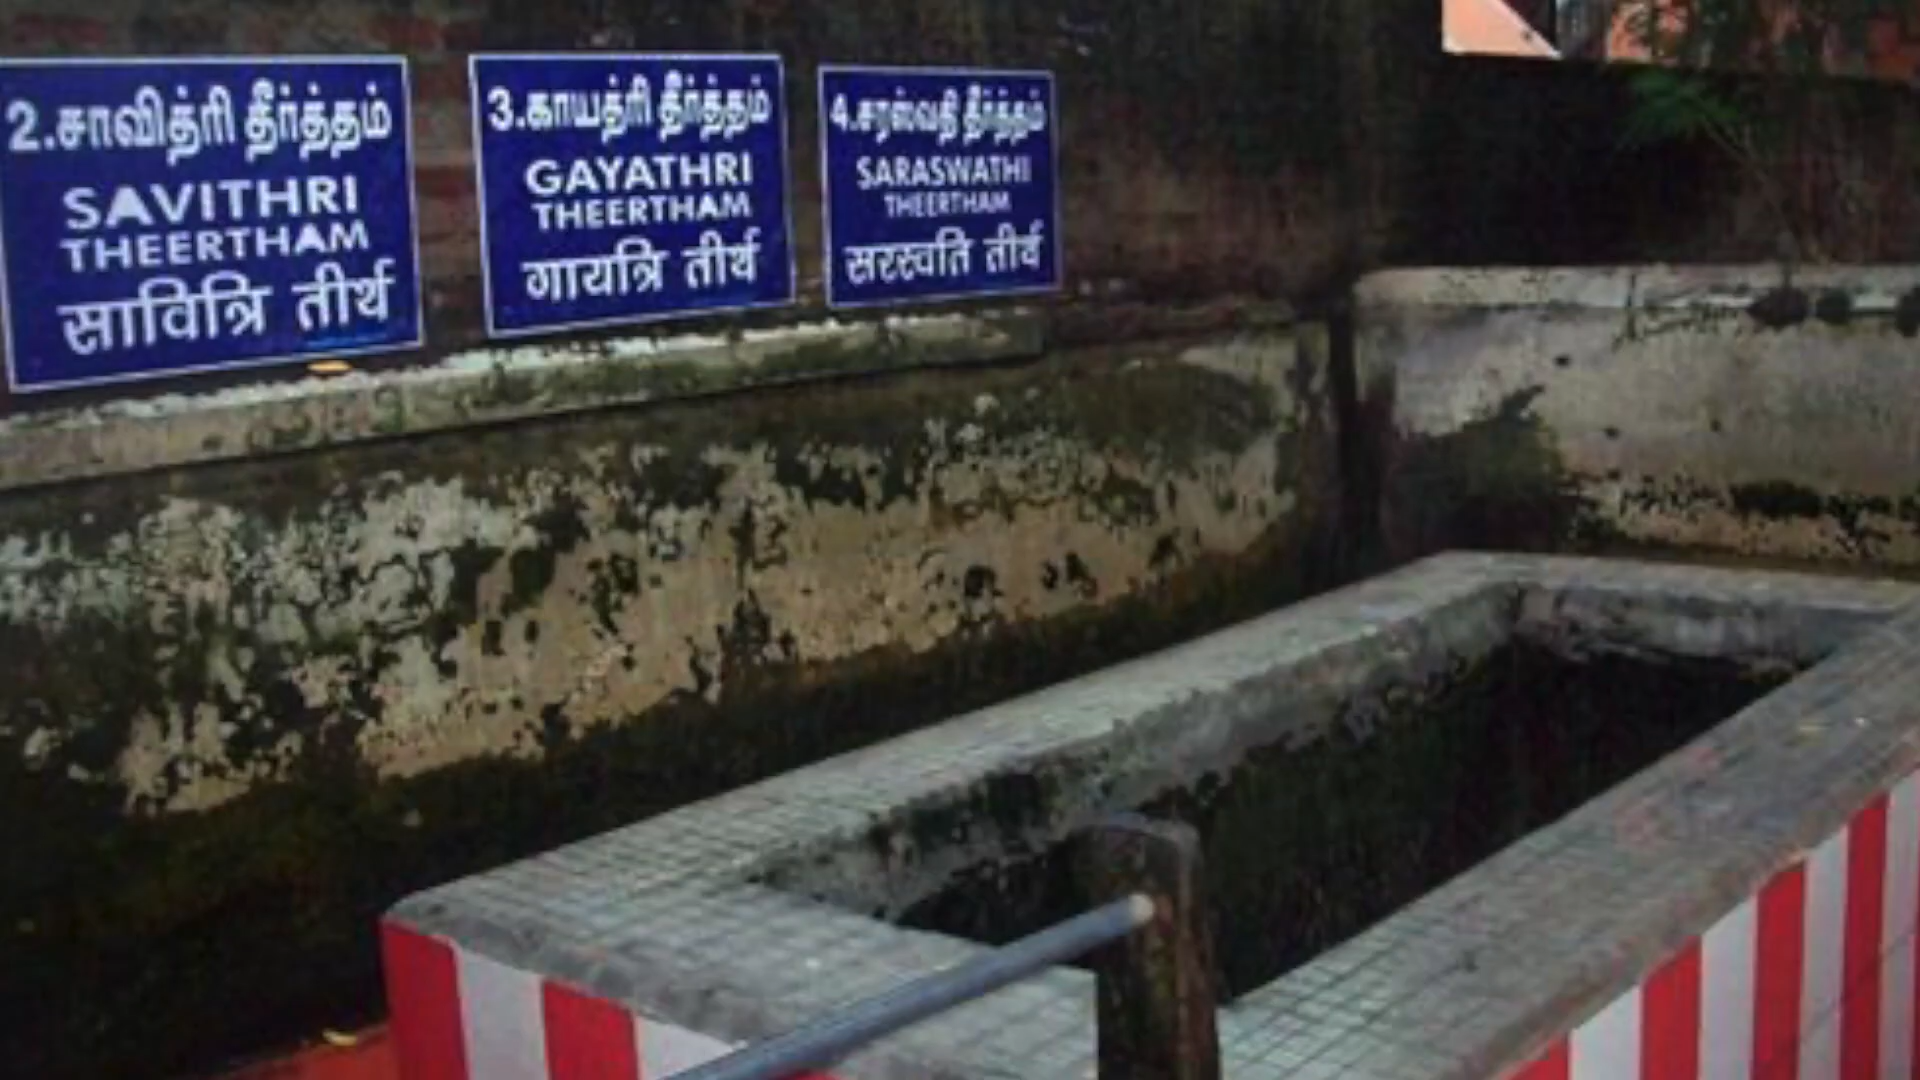 2.சாவித்ரி தீர்த்தம்
SAVITHRI
THEERTHAM
सावित्रि तीर्थ
3.காயத்ரி தீர்த்தம்
GAYATHRI
THEERTHAM
गायत्रि तीर्थ
4.சரஸ்வதி தீர்த்தம்
SARASWATHI
THEERTHAM
सरस्वति तीर्थ